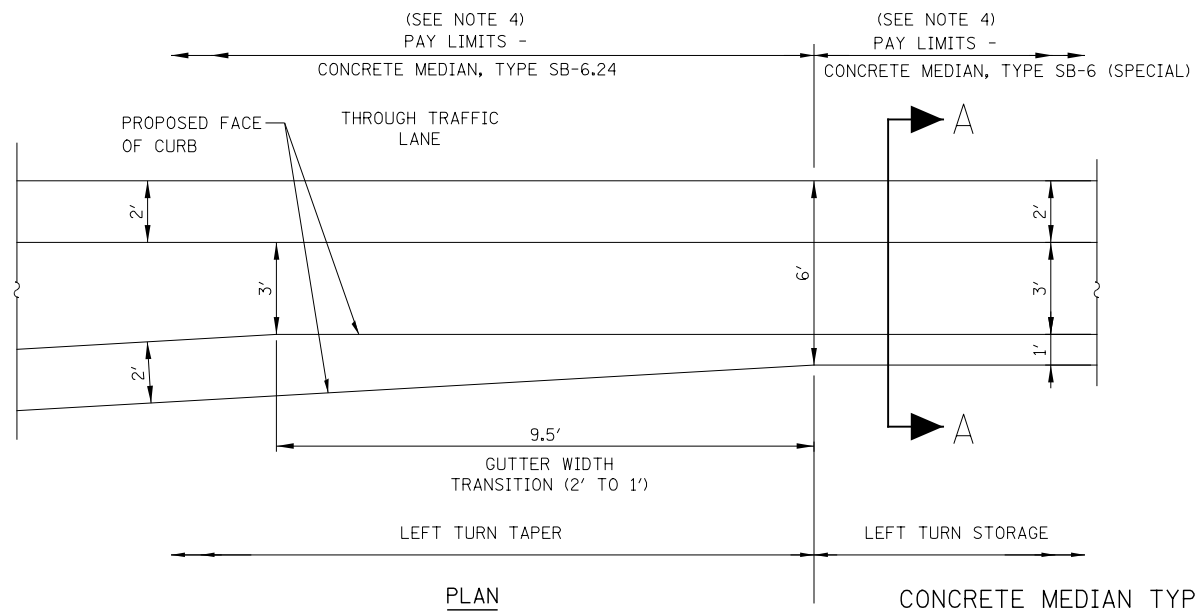 (SEE NOTE 4)
PAY LIMITS -
CONCRETE MEDIAN, TYPE SB-6.24
(SEE NOTE 4)
PAY LIMITS -
CONCRETE MEDIAN, TYPE SB-6 (SPECIAL)
PROPOSED FACE
OF CURB
THROUGH TRAFFIC
LANE
A
2'
3'
2'
6'
2'
3'
1'
A
9.5'
GUTTER WIDTH
TRANSITION (2' TO 1')
LEFT TURN TAPER
LEFT TURN STORAGE
PLAN
CONCRETE MEDIAN TYP